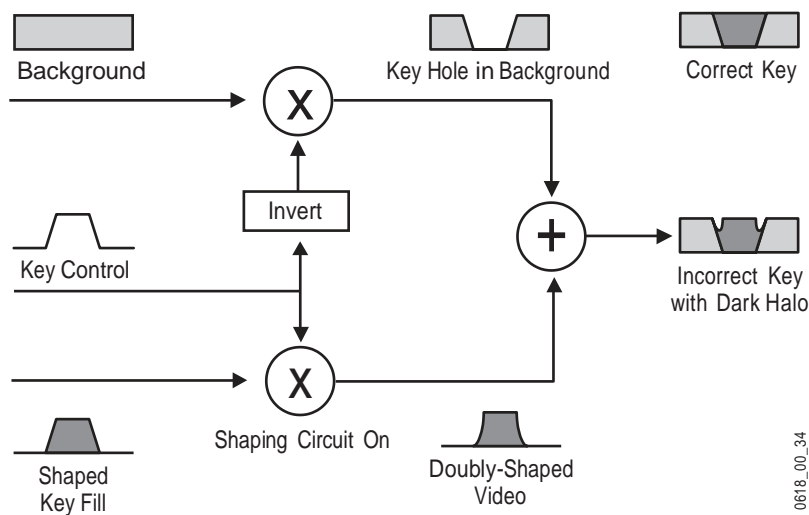 Background
Key Hole in Background
Correct Key
X
Invert
Key Control
+
Incorrect Key
with Dark Halo
X
Shaping Circuit On
Shaped
Key Fill
Doubly-Shaped
Video
0618_00_34